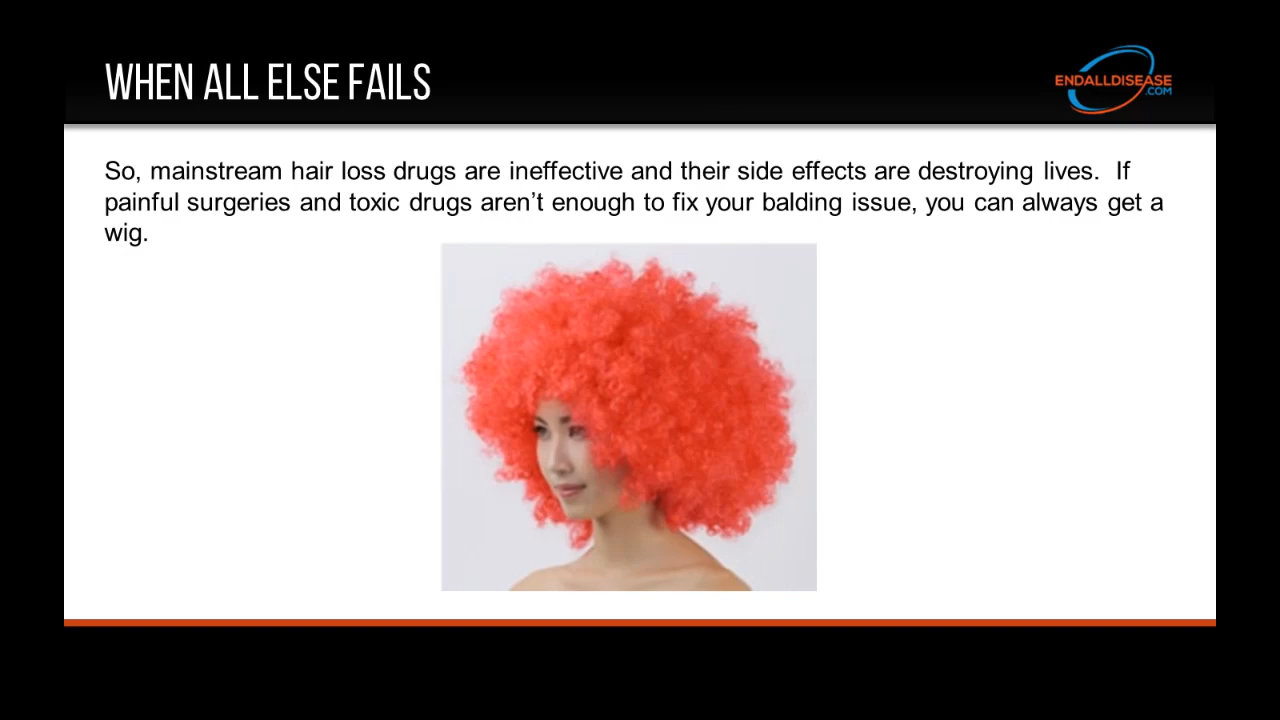 WHEN ALL ELSE FAILS
ENDALLDISEASE
.COM
So, mainstream hair loss drugs are ineffective and their side effects are destroying lives.  If
painful surgeries and toxic drugs aren’t enough to fix your balding issue, you can always get a
wig.